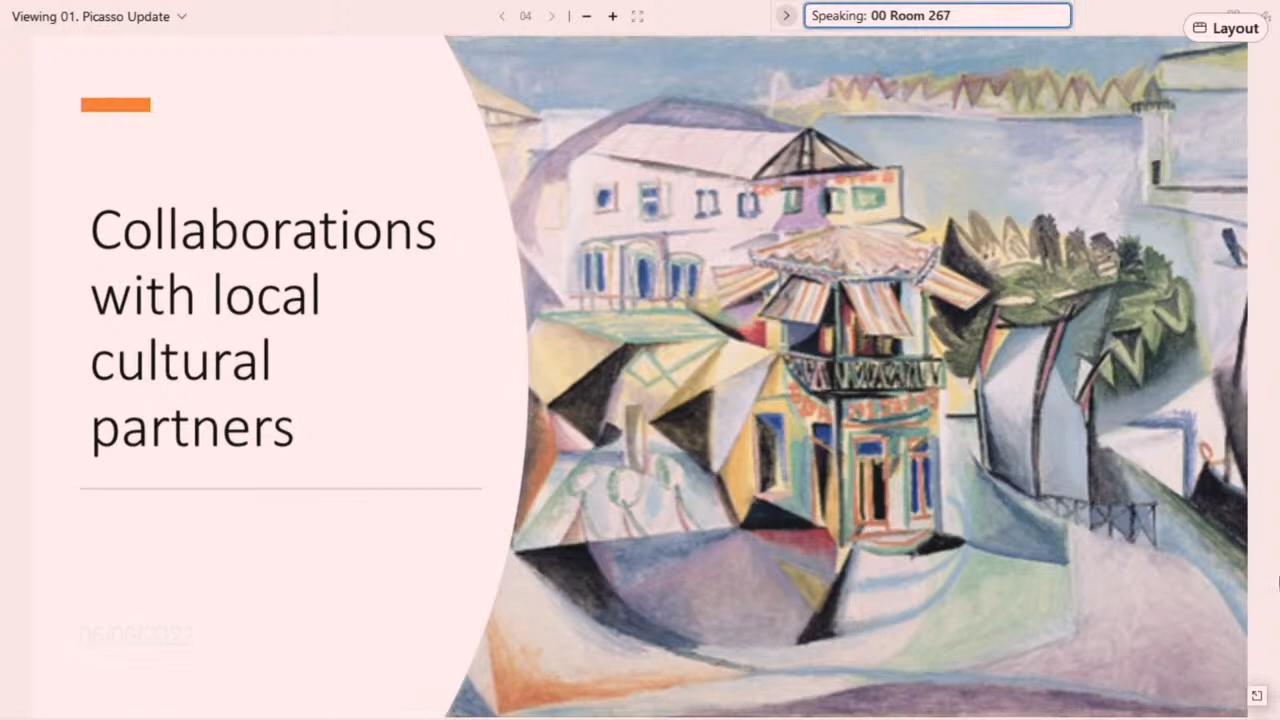 Viewing 01. Picasso Update
04
Speaking: 00 Room 267
Layout
Collaborations
with local
cultural
partners